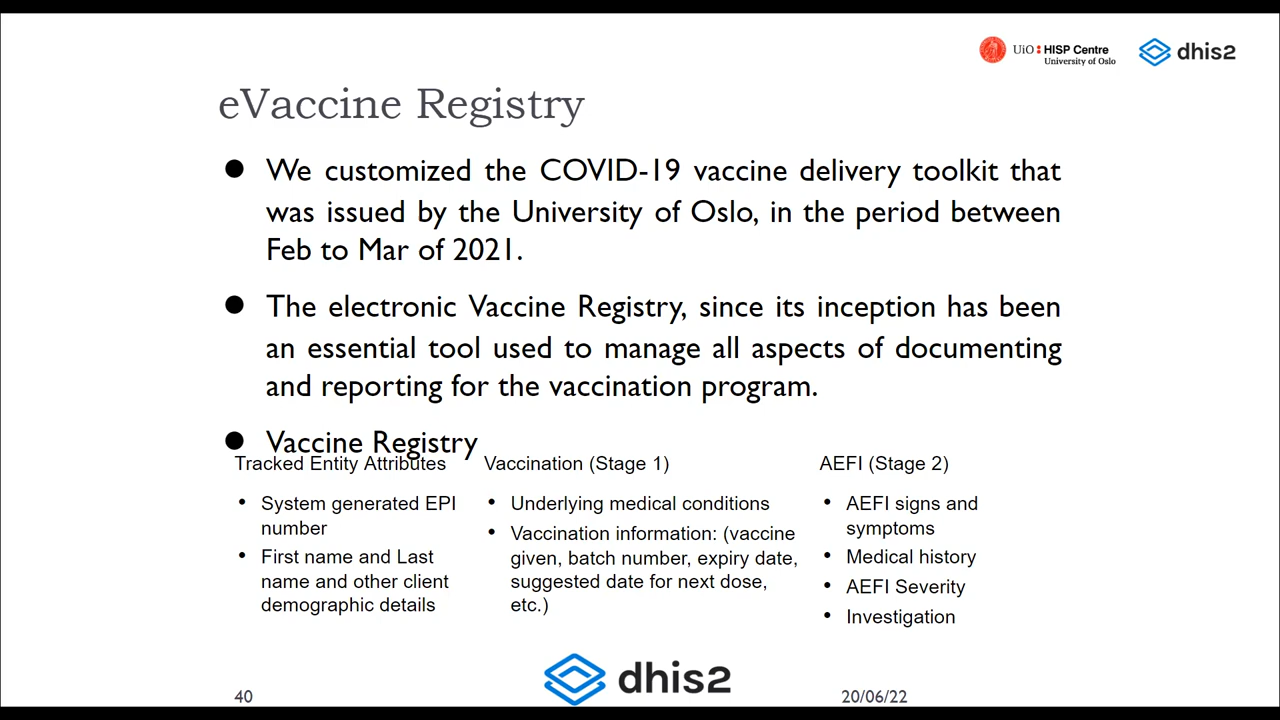 UiO HISP Centre
University of Oslo
dhis2
eVaccine Registry
● We customized the COVID-19 vaccine delivery toolkit that
was issued by the University of Oslo, in the period between
Feb to Mar of 2021.
● The electronic Vaccine Registry, since its inception has been
an essential tool used to manage all aspects of documenting
and reporting for the vaccination program.
● Vaccine Registry
Tracked Entity Attributes
• System generated EPI
number
• First name and Last
name and other client
demographic details
Vaccination (Stage 1)
• Underlying medical conditions
• Vaccination information: (vaccine
given, batch number, expiry date,
suggested date for next dose,
etc.)
AEFI (Stage 2)
• AEFI signs and
symptoms
• Medical history
• AEFI Severity
• Investigation
40
dhis2
20/06/22